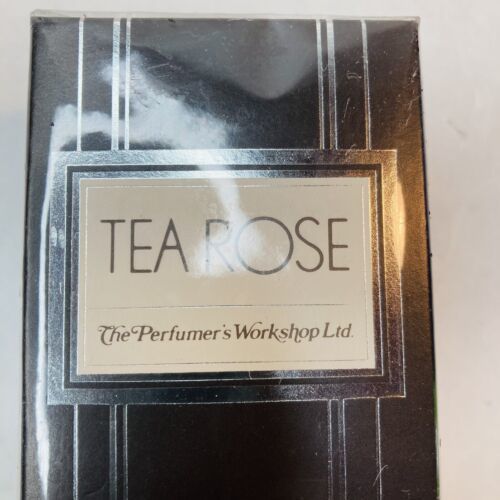 TEA ROSE
The Perfumer's Workshop Ltd.